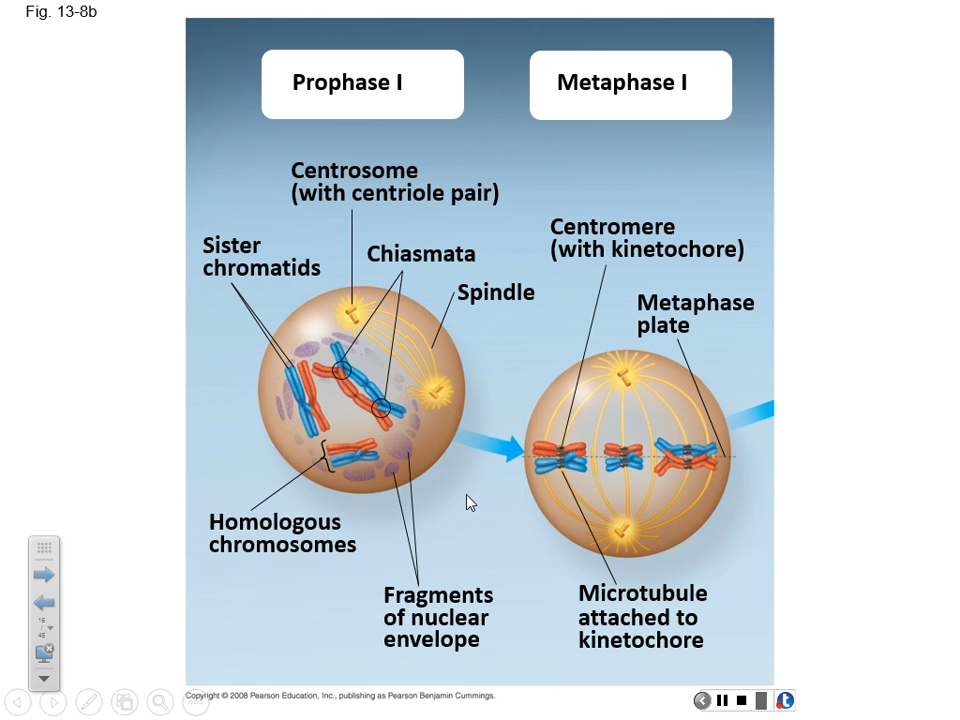 Fig. 13-8b
Prophase I
Metaphase I
Centrosome
(with centriole pair)
Sister
chromatids
Chiasmata
Spindle
Centromere
(with kinetochore)
Metaphase
plate
Homologous
chromosomes
Fragments
of nuclear
envelope
Microtubule
attached to
kinetochore
16
/
46
Copyright © 2008 Pearson Education, Inc., publishing as Pearson Benjamin Cummings.